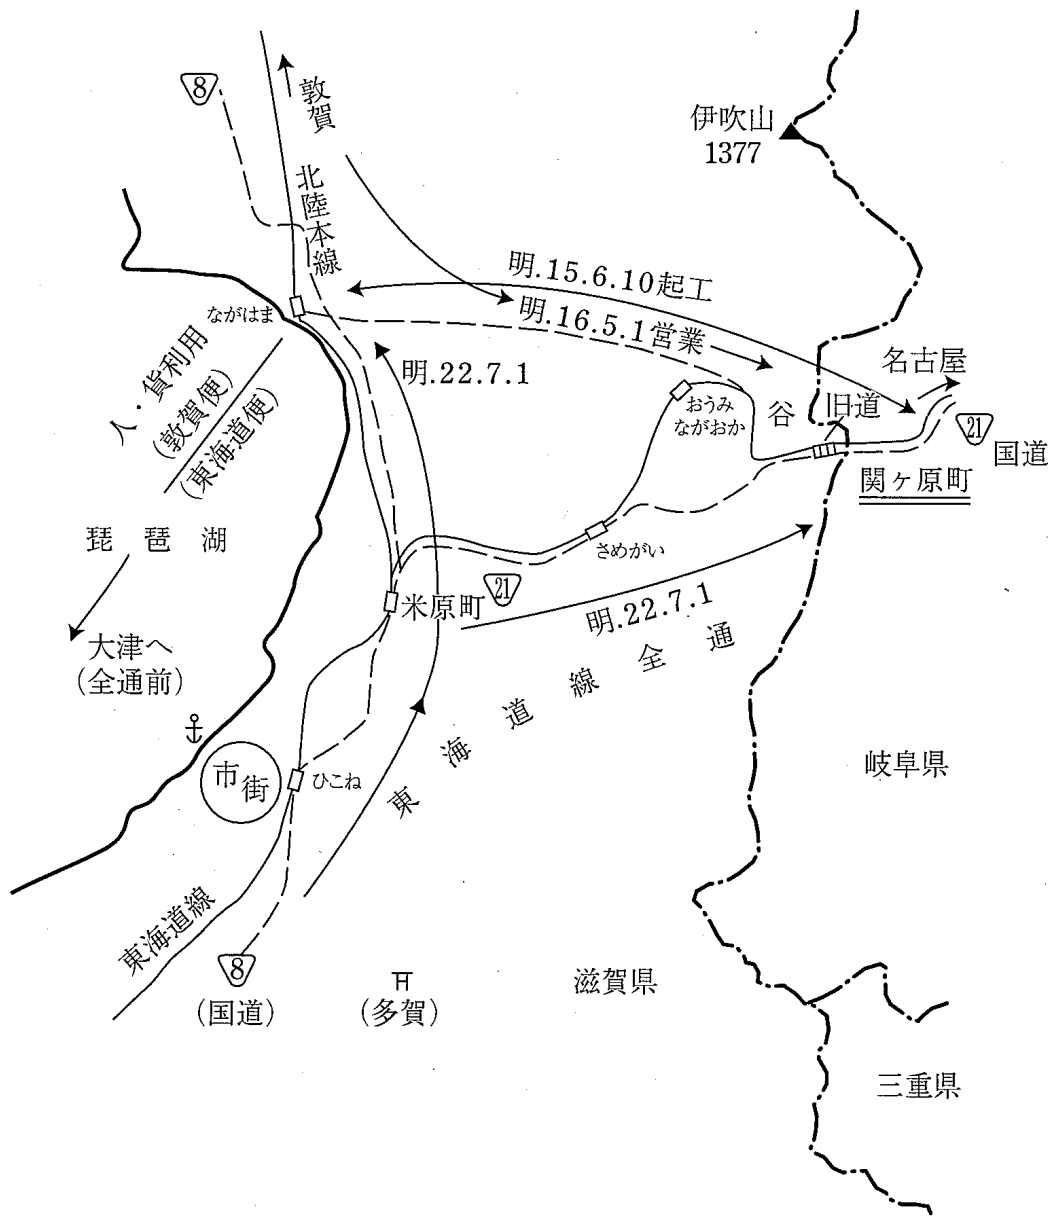 8
敦賀
伊吹山
1377
北陸本線
明.15.6.10起工
明.16.5.1営業
ながはま
人・貨利用
(敦賀便)
(東海道便)
明.22.7.1
名古屋
おうみ
ながおか
谷
旧道
21
国道
関ヶ原町
琵琶湖
さめがい
21
米原町
明.22.7.1
大津へ
(全通前)
東海道線全通
市街
ひこね
岐阜県
東海道線
8
(国道)
(多賀)
滋賀県
三重県